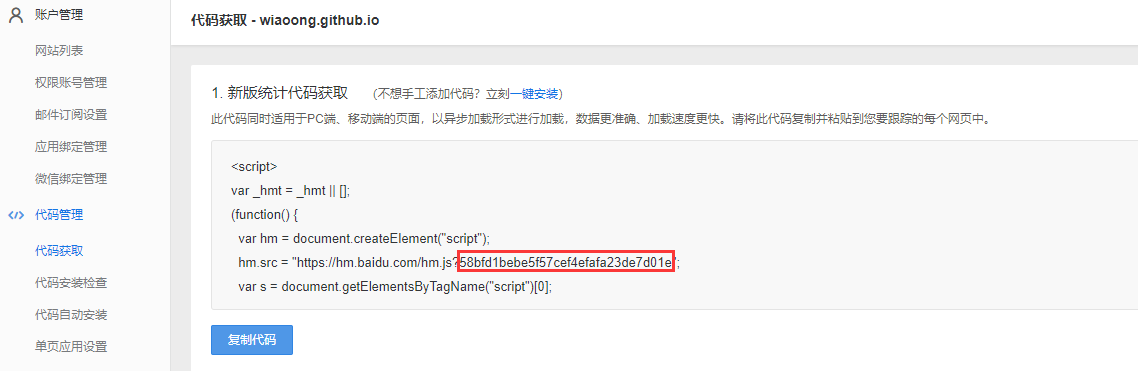 账户管理
网站列表
权限账号管理
邮件订阅设置
应用绑定管理
微信绑定管理
代码管理
代码获取
代码安装检查
代码自动安装
单页应用设置
代码获取 - wiaoong.github.io
1. 新版统计代码获取 （不想手工添加代码？立刻一键安装）
此代码同时适用于PC端、移动端的页面，以异步加载形式进行加载，数据更准确、加载速度更快。请将此代码复制并粘贴到您要跟踪的每个网页中。
<script>
var _hmt = _hmt || [];
(function() {
var hm = document.createElement("script");
hm.src = "https://hm.baidu.com/hm.js?58bfd1bebe5f57cef4efafa23de7d01e";
var s = document.getElementsByTagName("script")[0];
复制代码